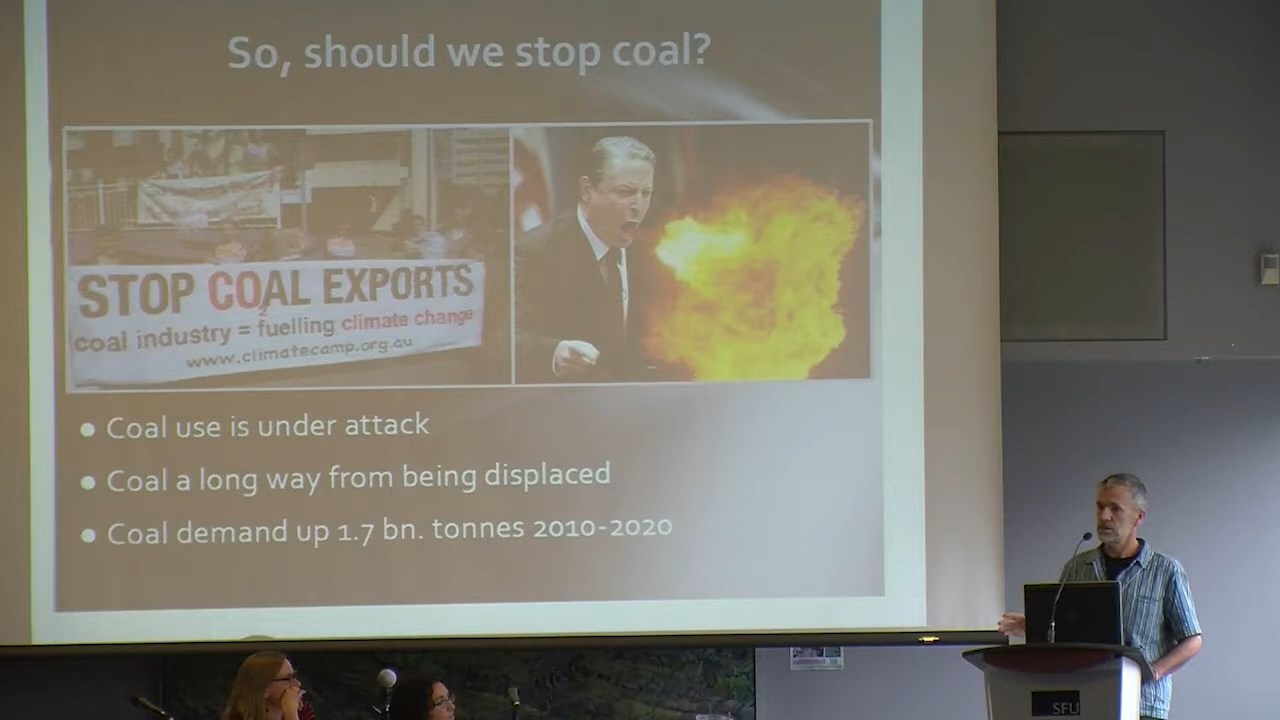 So, should we stop coal?
STOP COAL EXPORTS
2
coal industry = fuelling climate change
www.climatecamp.org.au
• Coal use is under attack
• Coal a long way from being displaced
• Coal demand up 1.7 bn. tonnes 2010-2020
SFU